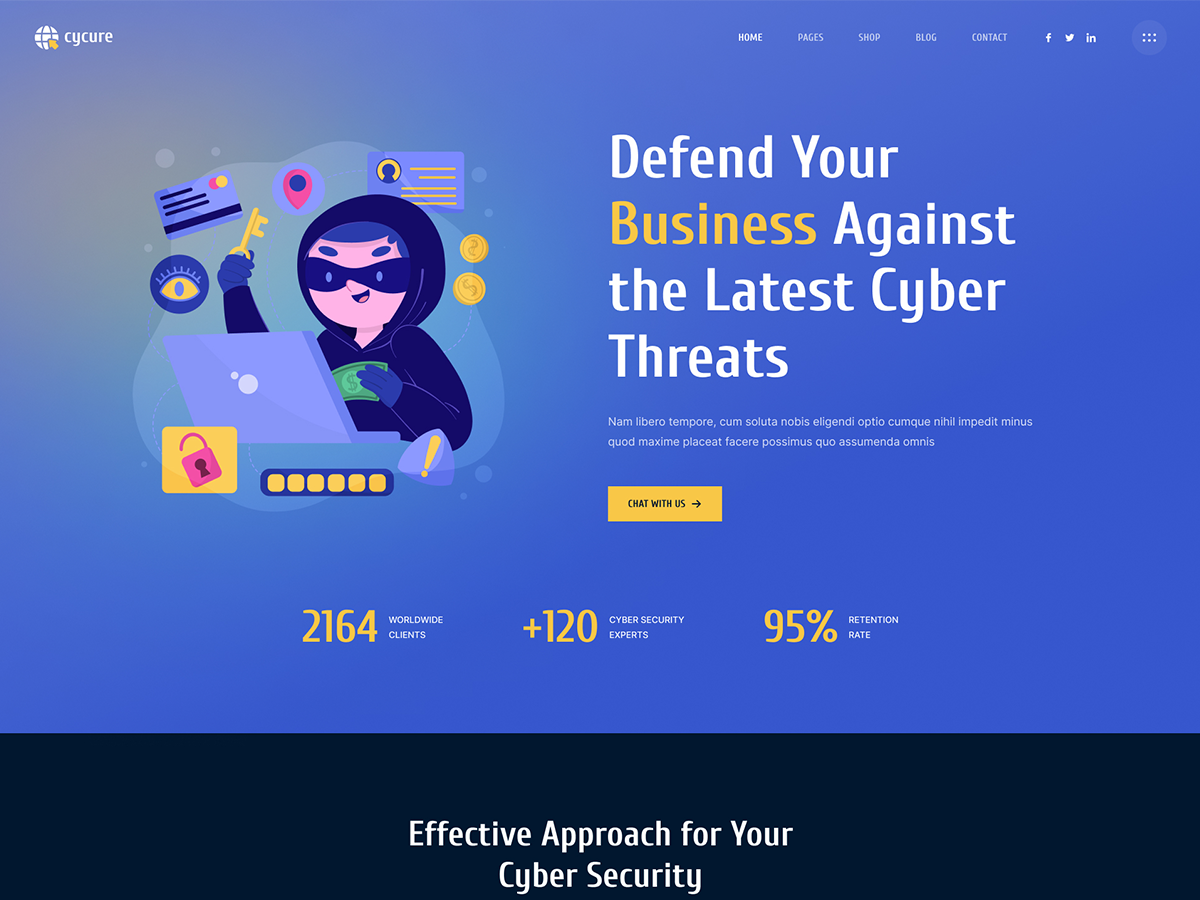 cycure
HOME PAGES SHOP BLOG CONTACT
Defend Your
Business Against
the Latest Cyber
Threats
Nam libero tempore, cum soluta nobis eligendi optio cumque nihil impedit minus
quod maxime placeat facere possimus quo assumenda omnis
CHAT WITH US
2164 WORLDWIDE
CLIENTS
+120 CYBER SECURITY
EXPERTS
95% RETENTION
RATE
Effective Approach for Your
Cyber Security